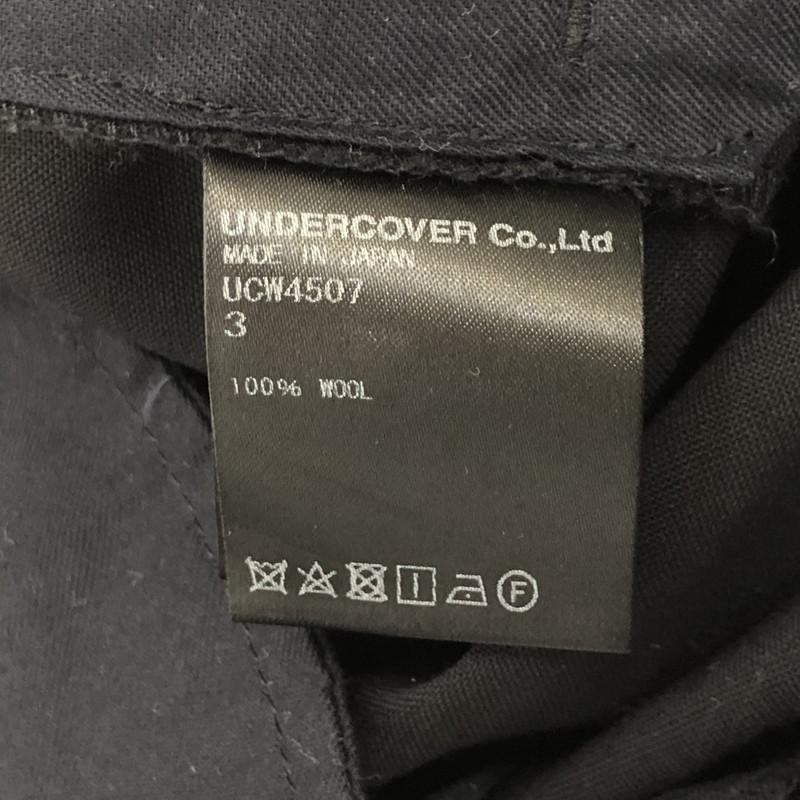 UNDERCOVER Co.,Ltd
MADE IN JAPAN
UCW4507
3
100% WOOL
F